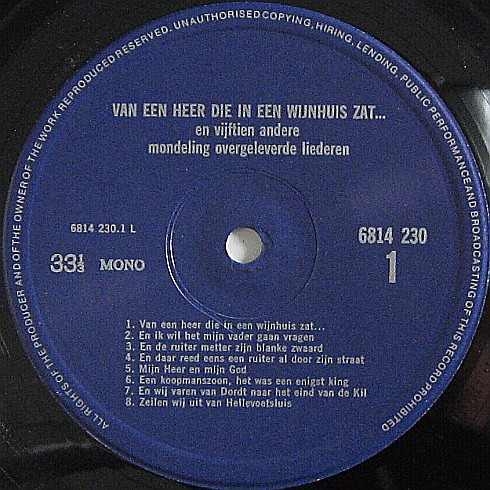 ALL RIGHTS OF THE PRODUCER AND OF THE OWNER OF THE WORK REPRODUCED RESERVED. UNAUTHORISED COPYING, HIRING, LENDING, PUBLIC PERFORMANCE AND BROADCASTING OF THIS RECORD PROHIBITED
VAN EEN HEER DIE IN EEN WIJNHUIS ZAT...
en vijftien andere
mondeling overgeleverde liederen
6814 230.1 L
6814 230
33⅓ MONO
1
1. Van een heer die in een wijnhuis zat...
2. En ik wil het mijn vader gaan vragen
3. En de ruiter metter zijn blanke zwaard
4. En daar reed eens een ruiter al door zijn straat
5. Mijn Heer en mijn God
6. Een koopmanszoon, het was een enigst king
7. En wij varen van Dordt naar het eind van de Kil
8. Zeilen wij uit van Hellevoetsluis